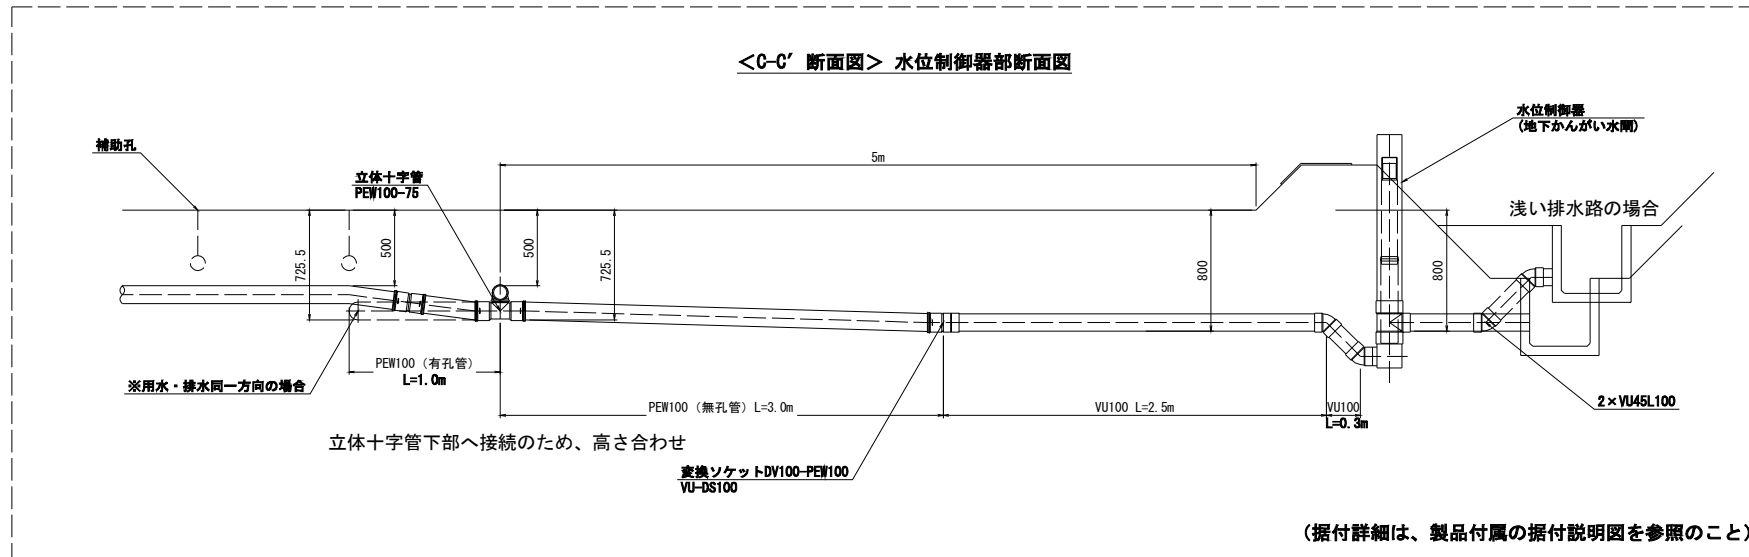 <C-C′ 断面図> 水位制御器部断面図
水位制御器
(地下かんがい水閘)
補助孔
5m
立体十字管
PEW100-75
浅い排水路の場合
725.5
500
500
725.5
800
800
PEW100 (有孔管)
L=1.0m
※用水・排水同一方向の場合
PEW100 (無孔管) L=3.0m
VU100 L=2.5m
VU100
L=0.3m
2×VU45L100
立体十字管下部へ接続のため、高さ合わせ
変換ソケットDV100-PEW100
VU-DS100
(据付詳細は、製品付属の据付説明図を参照のこと)